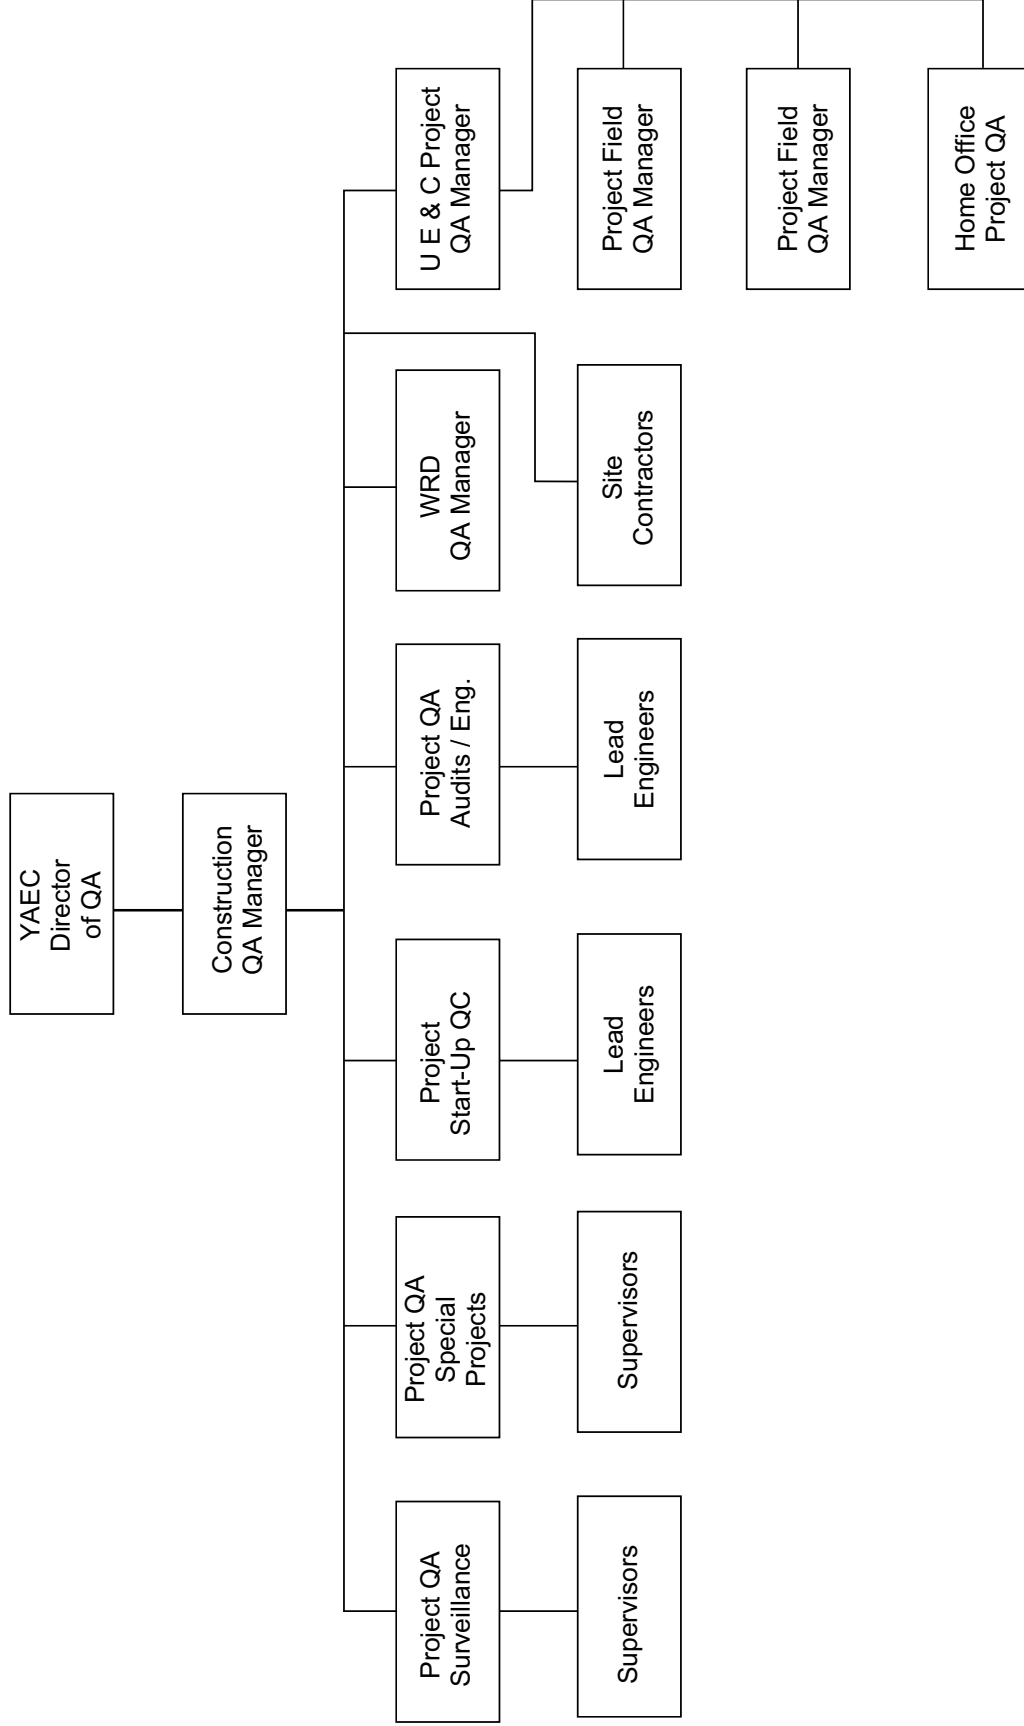 YAEC
Director
of QA
Construction
QA Manager
Project QA
Surveillance
Project QA
Special
Projects
Project
Start-Up QC
Project QA
Audits / Eng.
WRD
QA Manager
U E & C Project
QA Manager
Supervisors
Supervisors
Lead
Engineers
Lead
Engineers
Site
Contractors
Project Field
QA Manager
Project Field
QA Manager
Home Office
Project QA